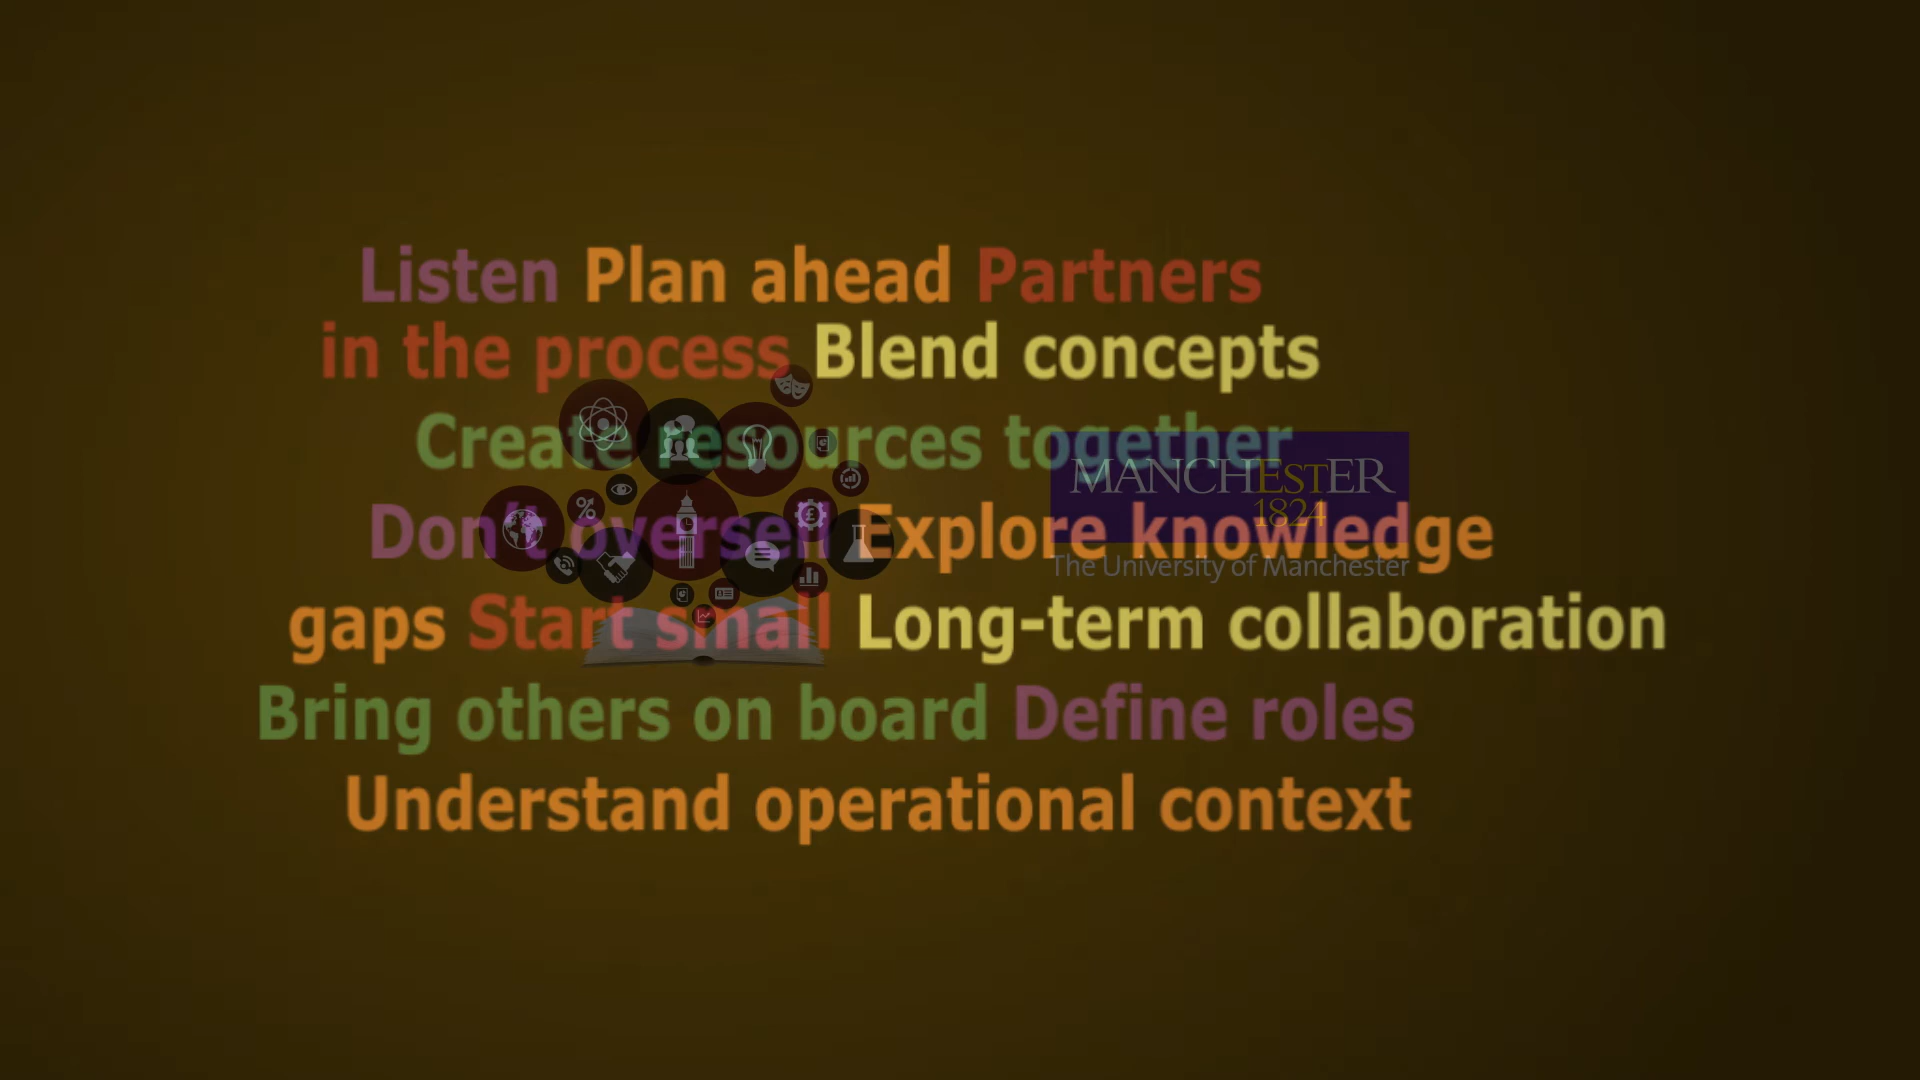 Listen Plan ahead Partners
in the process Blend concepts
Create resources together
Don't oversell Explore knowledge
gaps Start small Long-term collaboration
Bring others on board Define roles
Understand operational context
MANCHESTER
1824
The University of Manchester